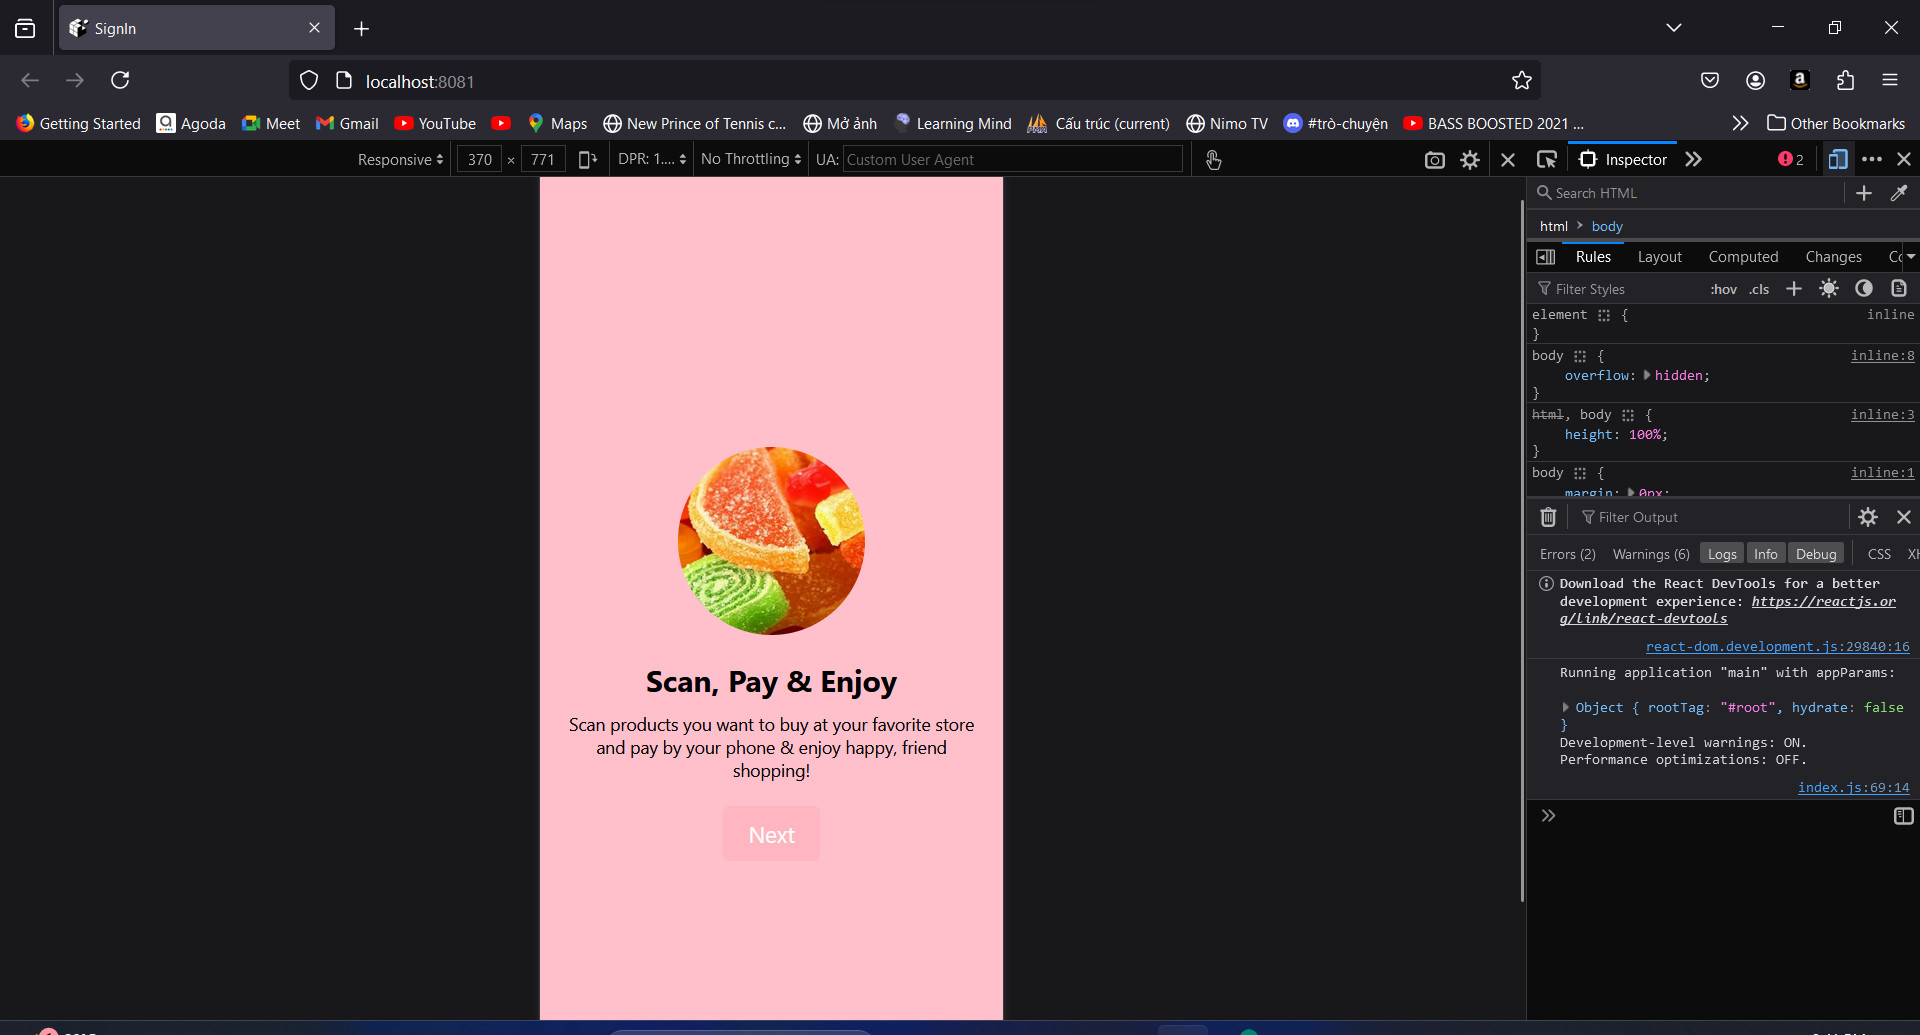 SignIn
localhost:8081
Getting Started Agoda Meet Gmail YouTube Maps New Prince of Tennis c... Mở ảnh Learning Mind Cấu trúc (current) Nimo TV #trò-chuyện BASS BOOSTED 2021 ... Other Bookmarks
Responsive 370 × 771 DPR: 1.... No Throttling UA: Custom User Agent
Inspector 2
Search HTML
html body
Rules Layout Computed Changes
Filter Styles :hov .cls
element { inline
}
body { inline:8
overflow: hidden;
}
html, body { inline:3
height: 100%;
}
body { inline:1
margin: 0px;
Filter Output
Errors (2) Warnings (6) Logs Info Debug CSS
Download the React DevTools for a better
development experience: https://reactjs.or
g/link/react-devtools
react-dom.development.js:29840:16
Running application "main" with appParams:
Object { rootTag: "#root", hydrate: false
}
Development-level warnings: ON.
Performance optimizations: OFF.
index.js:69:14
Scan, Pay & Enjoy
Scan products you want to buy at your favorite store
and pay by your phone & enjoy happy, friend
shopping!
Next